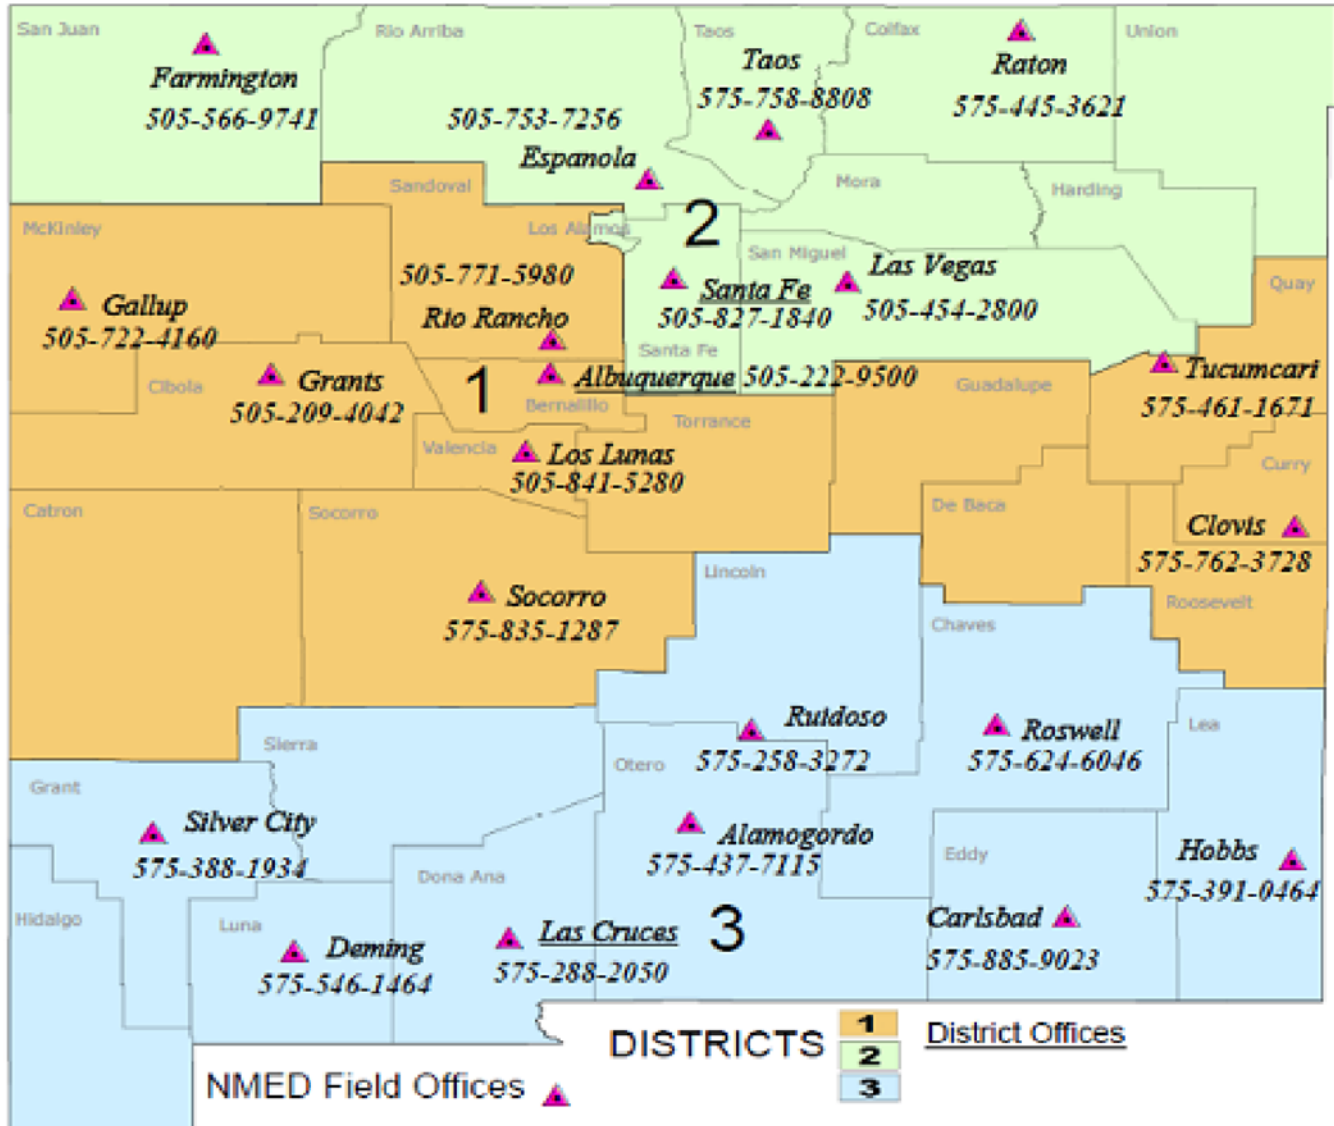 San Juan
Rio Arriba
Taos
Colfax
Union
Farmington
505-566-9741
505-753-7256
Espanola
Taos
575-758-8808
Raton
575-445-3621
Sandoval
Mora
Harding
McKinley
Los Alamos
2
San Miguel
Quay
Gallup
505-722-4160
505-771-5980
Rio Rancho
Santa Fe
505-827-1840
Las Vegas
505-454-2800
Santa Fe
Cibola
Grants
505-209-4042
1
Albuquerque 505-222-9500
Bernalillo
Guadalupe
Tucumcari
575-461-1671
Torrance
Valencia
Los Lunas
505-841-5280
Curry
Catron
Socorro
De Baca
Clovis
575-762-3728
Socorro
575-835-1287
Lincoln
Chaves
Roosevelt
Sierra
Ruidoso
575-258-3272
Roswell
575-624-6046
Lea
Grant
Otero
Silver City
575-388-1934
Alamogordo
575-437-7115
Eddy
Hobbs
575-391-0464
Dona Ana
Hidalgo
Luna
Deming
575-546-1464
Las Cruces
575-288-2050
3
Carlsbad
575-885-9023
DISTRICTS
1
2
3
District Offices
NMED Field Offices